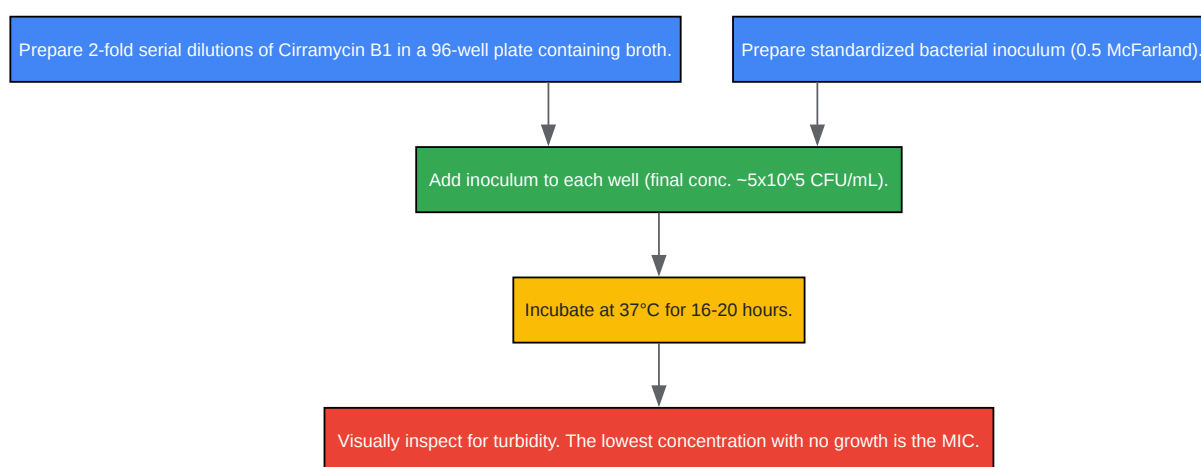 Prepare 2-fold serial dilutions of Cirramycin B1 in a 96-well plate containing broth.
Prepare standardized bacterial inoculum (0.5 McFarland).
Add inoculum to each well (final conc. ~5x10^5 CFU/mL).
Incubate at 37°C for 16-20 hours.
Visually inspect for turbidity. The lowest concentration with no growth is the MIC.